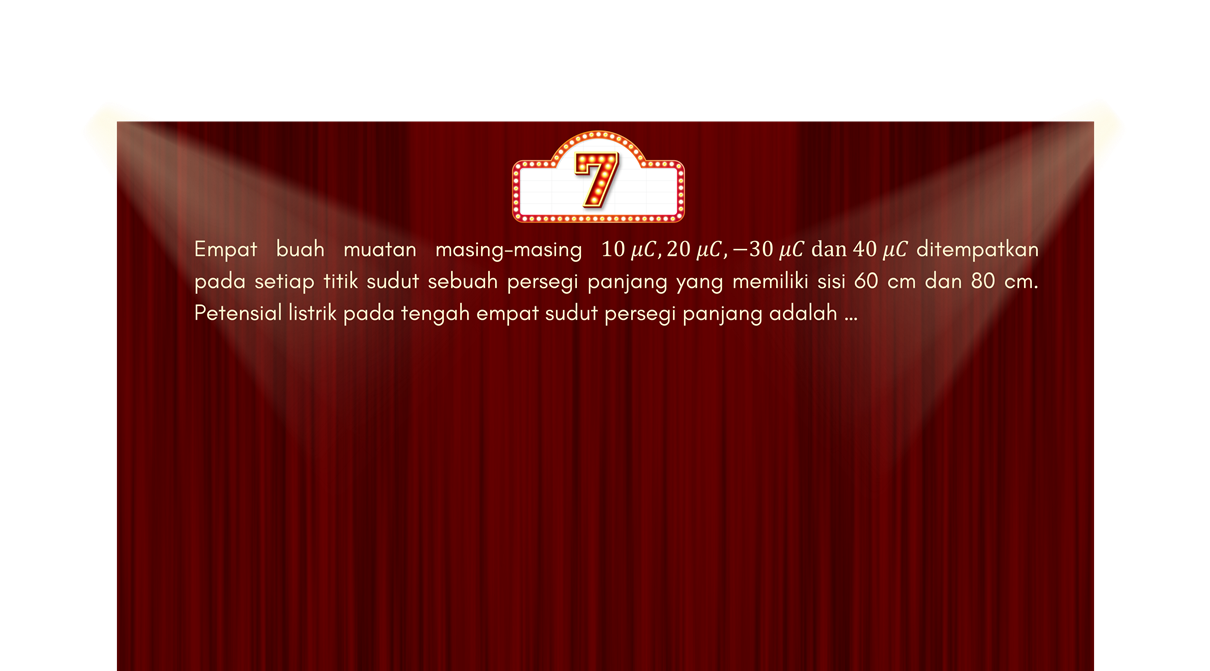 7
Empat buah muatan masing-masing 10 μC, 20 μC, −30 μC dan 40 μC ditempatkan
pada setiap titik sudut sebuah persegi panjang yang memiliki sisi 60 cm dan 80 cm.
Petensial listrik pada tengah empat sudut persegi panjang adalah ...